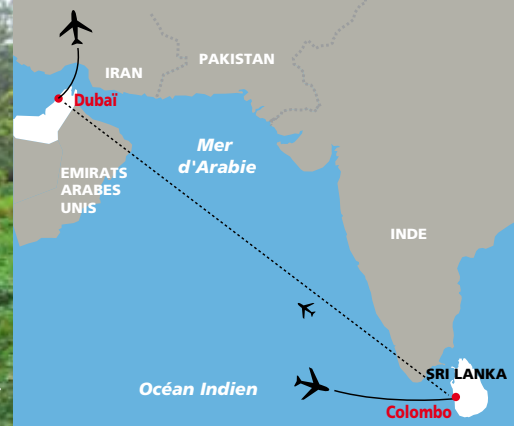 IRAN
PAKISTAN
Dubaï
Mer
d'Arabie
EMIRATS
ARABES
UNIS
INDE
SRI LANKA
Océan Indien
Colombo